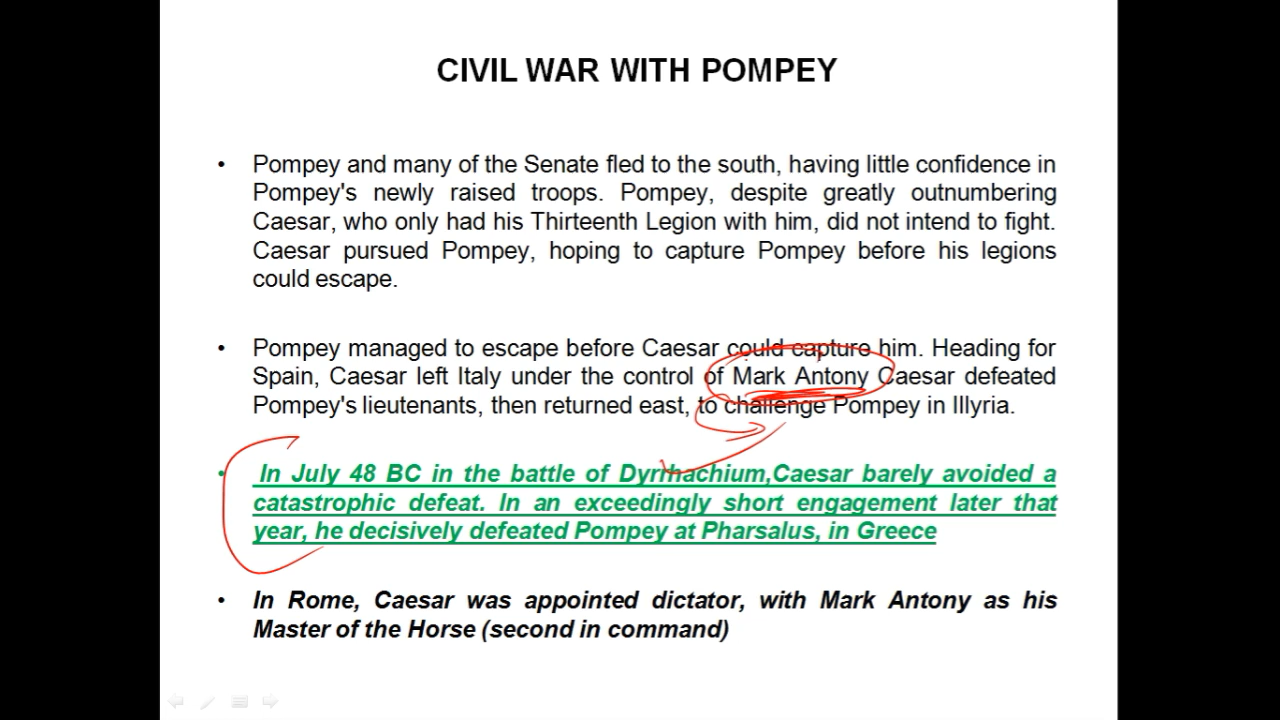 CIVIL WAR WITH POMPEY
• Pompey and many of the Senate fled to the south, having little confidence in
Pompey's newly raised troops. Pompey, despite greatly outnumbering
Caesar, who only had his Thirteenth Legion with him, did not intend to fight.
Caesar pursued Pompey, hoping to capture Pompey before his legions
could escape.
• Pompey managed to escape before Caesar could capture him. Heading for
Spain, Caesar left Italy under the control of Mark Antony Caesar defeated
Pompey's lieutenants, then returned east, to challenge Pompey in Illyria.
• In July 48 BC in the battle of Dyrrhachium,Caesar barely avoided a
catastrophic defeat. In an exceedingly short engagement later that
year, he decisively defeated Pompey at Pharsalus, in Greece
• In Rome, Caesar was appointed dictator, with Mark Antony as his
Master of the Horse (second in command)